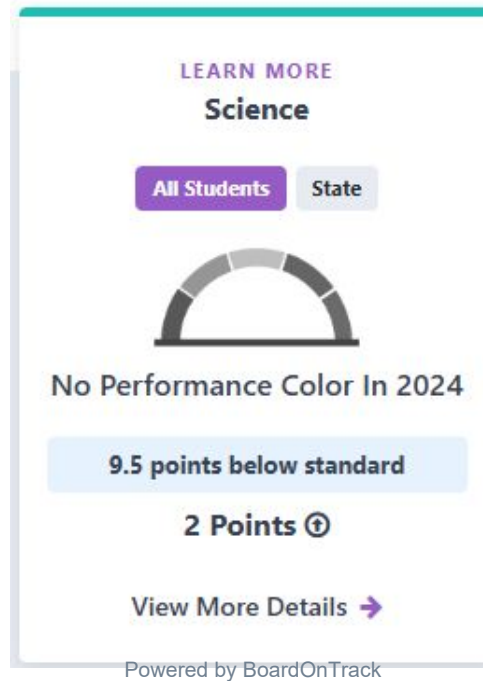 LEARN MORE
Science
All Students State
No Performance Color In 2024
9.5 points below standard
2 Points
View More Details
Powered by BoardOnTrack